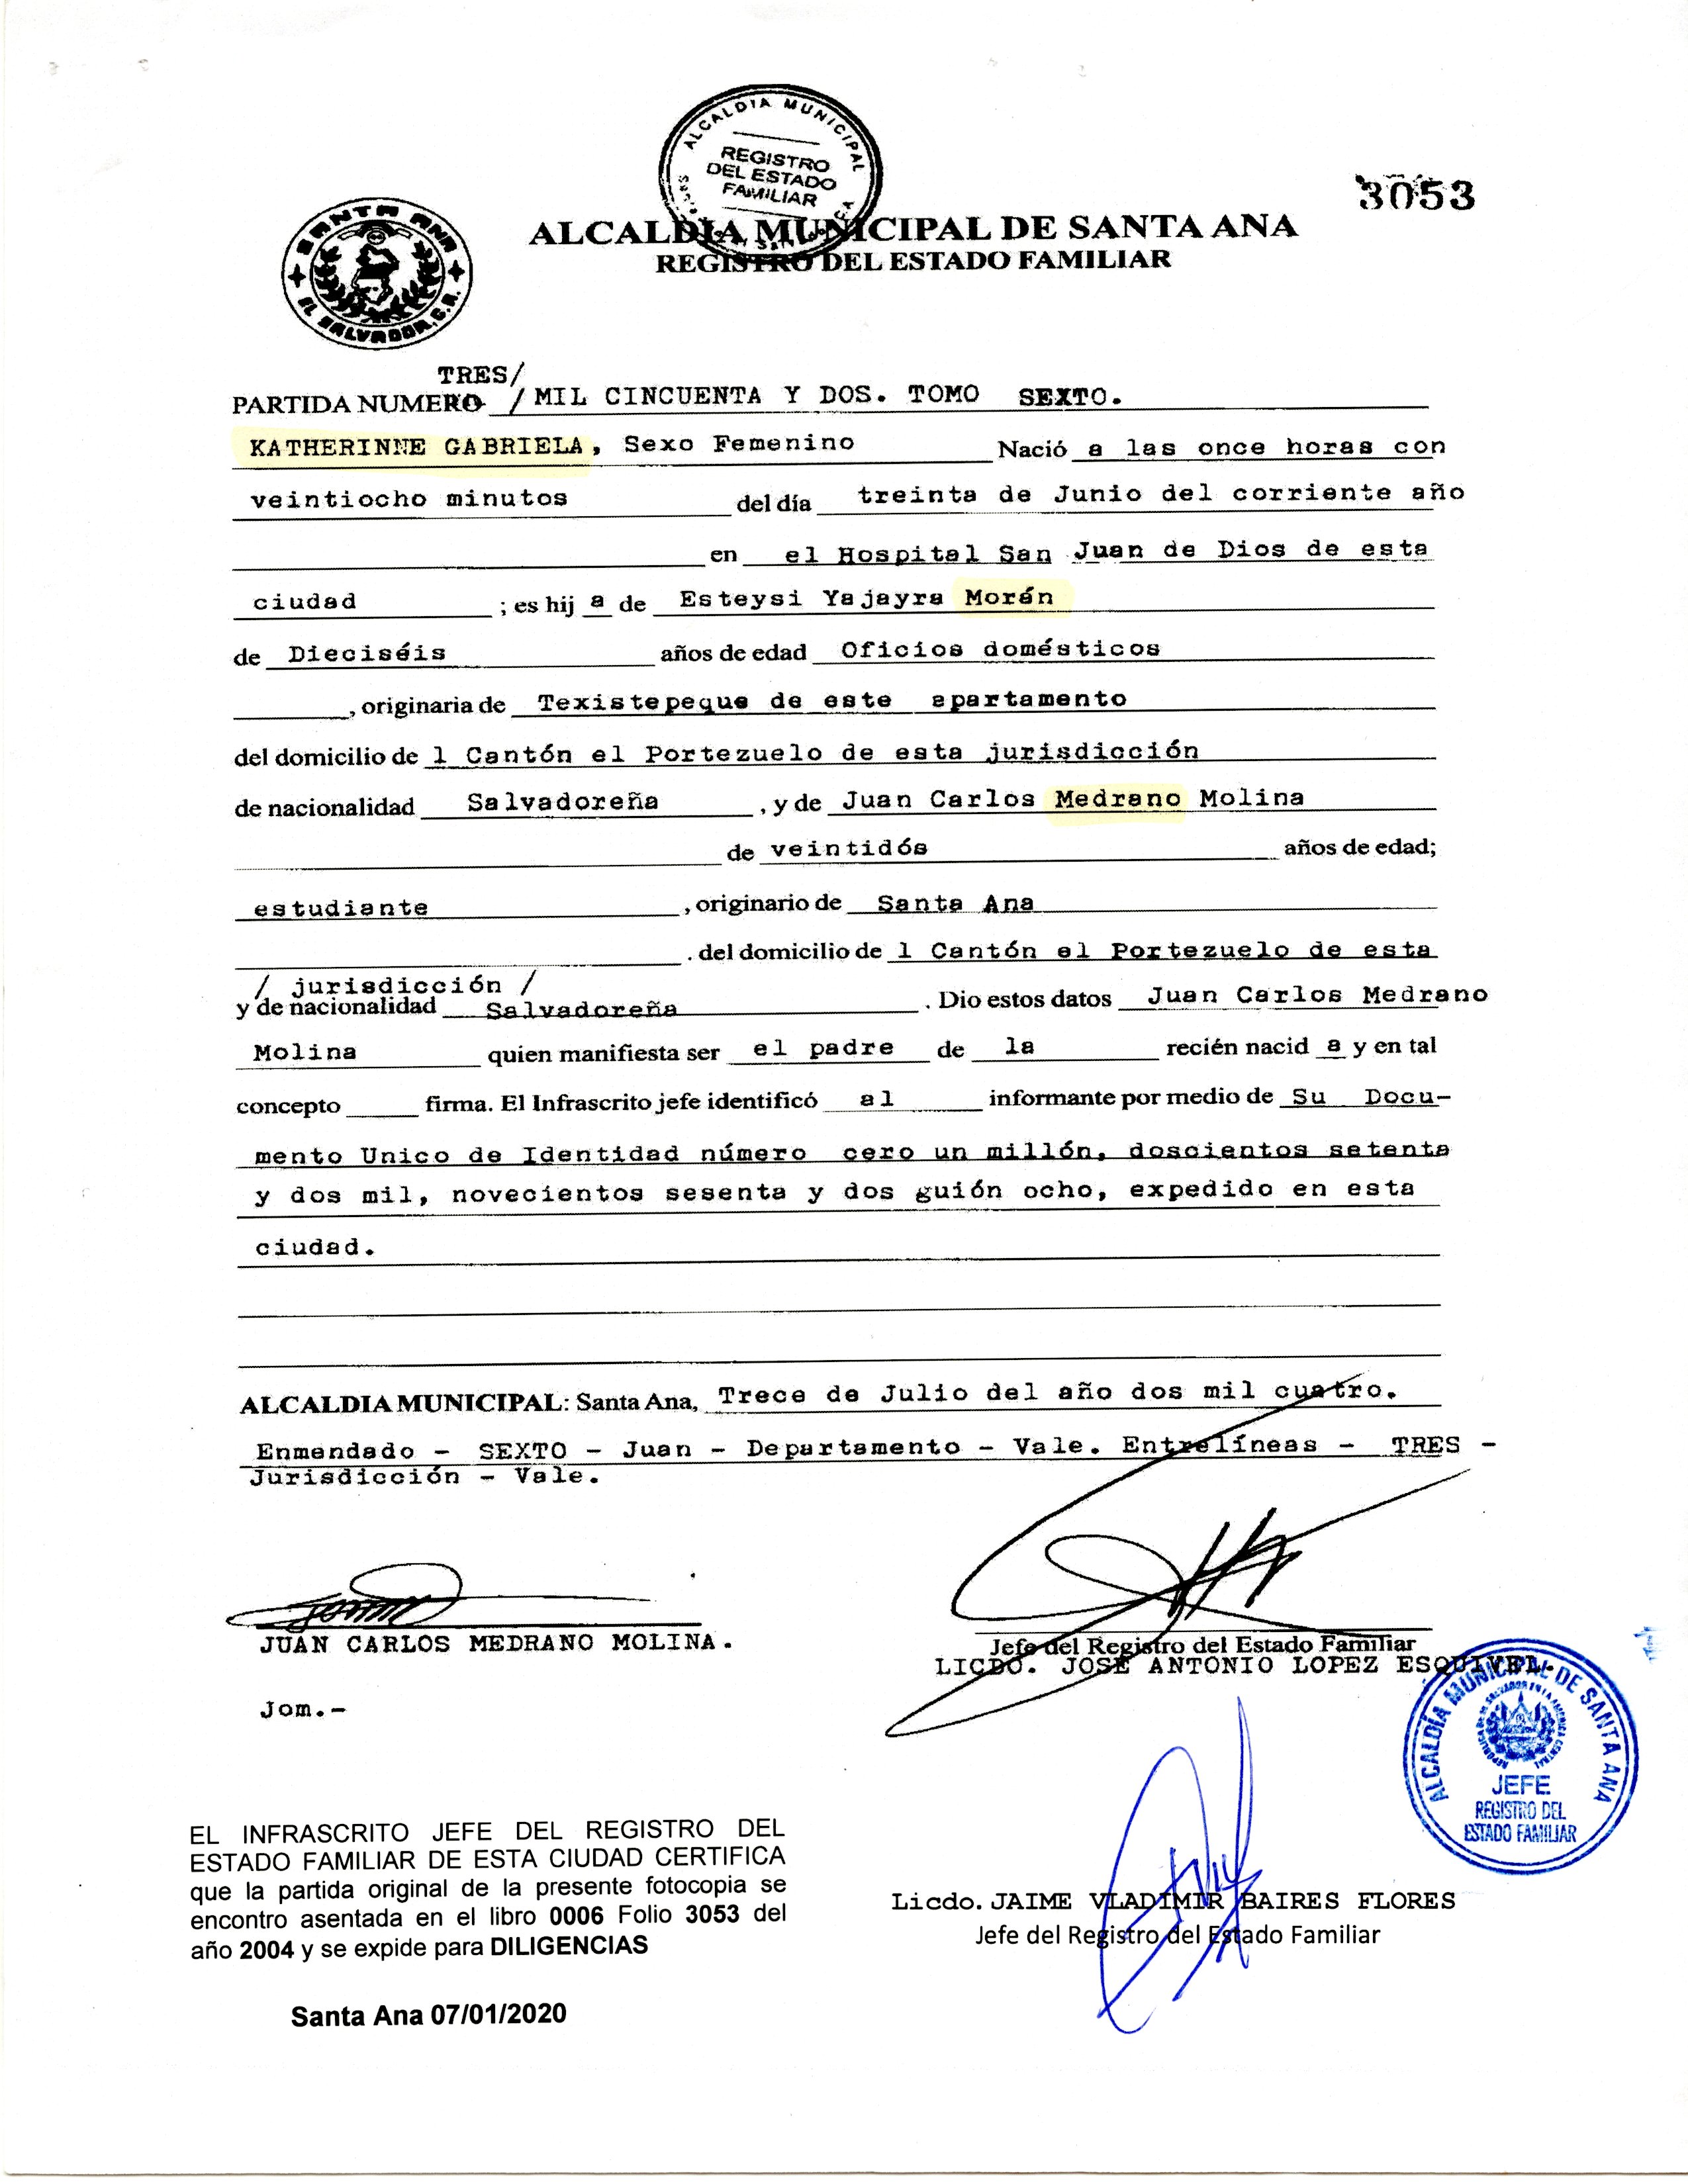 ALCALDIA MUNICIPAL
REGISTRO
DEL ESTADO
FAMILIAR
3053
SANTA ANA
EL SALVADOR, C.A.
ALCALDIA MUNICIPAL DE SANTA ANA
REGISTRO DEL ESTADO FAMILIAR
TRES/
PARTIDA NUMERO / MIL CINCUENTA Y DOS. TOMO SEXTO.
KATHERINNE GABRIELA, Sexo Femenino Nació a las once horas con
veintiocho minutos del día treinta de Junio del corriente año
en el Hospital San Juan de Dios de esta
ciudad ; es hij a de Esteysi Yajayra Morán
de Dieciséis años de edad Oficios domésticos
, originaria de Texistepeque de este apartamento
del domicilio de l Cantón el Portezuelo de esta jurisdicción
de nacionalidad Salvadoreña , y de Juan Carlos Medrano Molina
de veintidós años de edad;
estudiante , originario de Santa Ana
. del domicilio de l Cantón el Portezuelo de esta
/ jurisdicción /
y de nacionalidad Salvadoreña . Dio estos datos Juan Carlos Medrano
Molina quien manifiesta ser el padre de la recién nacid a y en tal
concepto firma. El Infrascrito jefe identificó al informante por medio de Su Docu-
mento Unico de Identidad número cero un millón, doscientos setenta
y dos mil, novecientos sesenta y dos guión ocho, expedido en esta
ciudad.
ALCALDIA MUNICIPAL: Santa Ana, Trece de Julio del año dos mil cuatro.
Enmendado - SEXTO - Juan - Departamento - Vale. Entrelíneas - TRES -
Jurisdicción - Vale.
JUAN CARLOS MEDRANO MOLINA.
Jefe del Registro del Estado Familiar
LICDO. JOSE ANTONIO LOPEZ ESQUIVEL.
Jom.-
ALCALDÍA MUNICIPAL DE SANTA ANA
JEFE
REGISTRO DEL
ESTADO FAMILIAR
EL INFRASCRITO JEFE DEL REGISTRO DEL
ESTADO FAMILIAR DE ESTA CIUDAD CERTIFICA
que la partida original de la presente fotocopia se
encontro asentada en el libro 0006 Folio 3053 del
año 2004 y se expide para DILIGENCIAS
Licdo. JAIME VLADIMIR BAIRES FLORES
Jefe del Registro del Estado Familiar
Santa Ana 07/01/2020